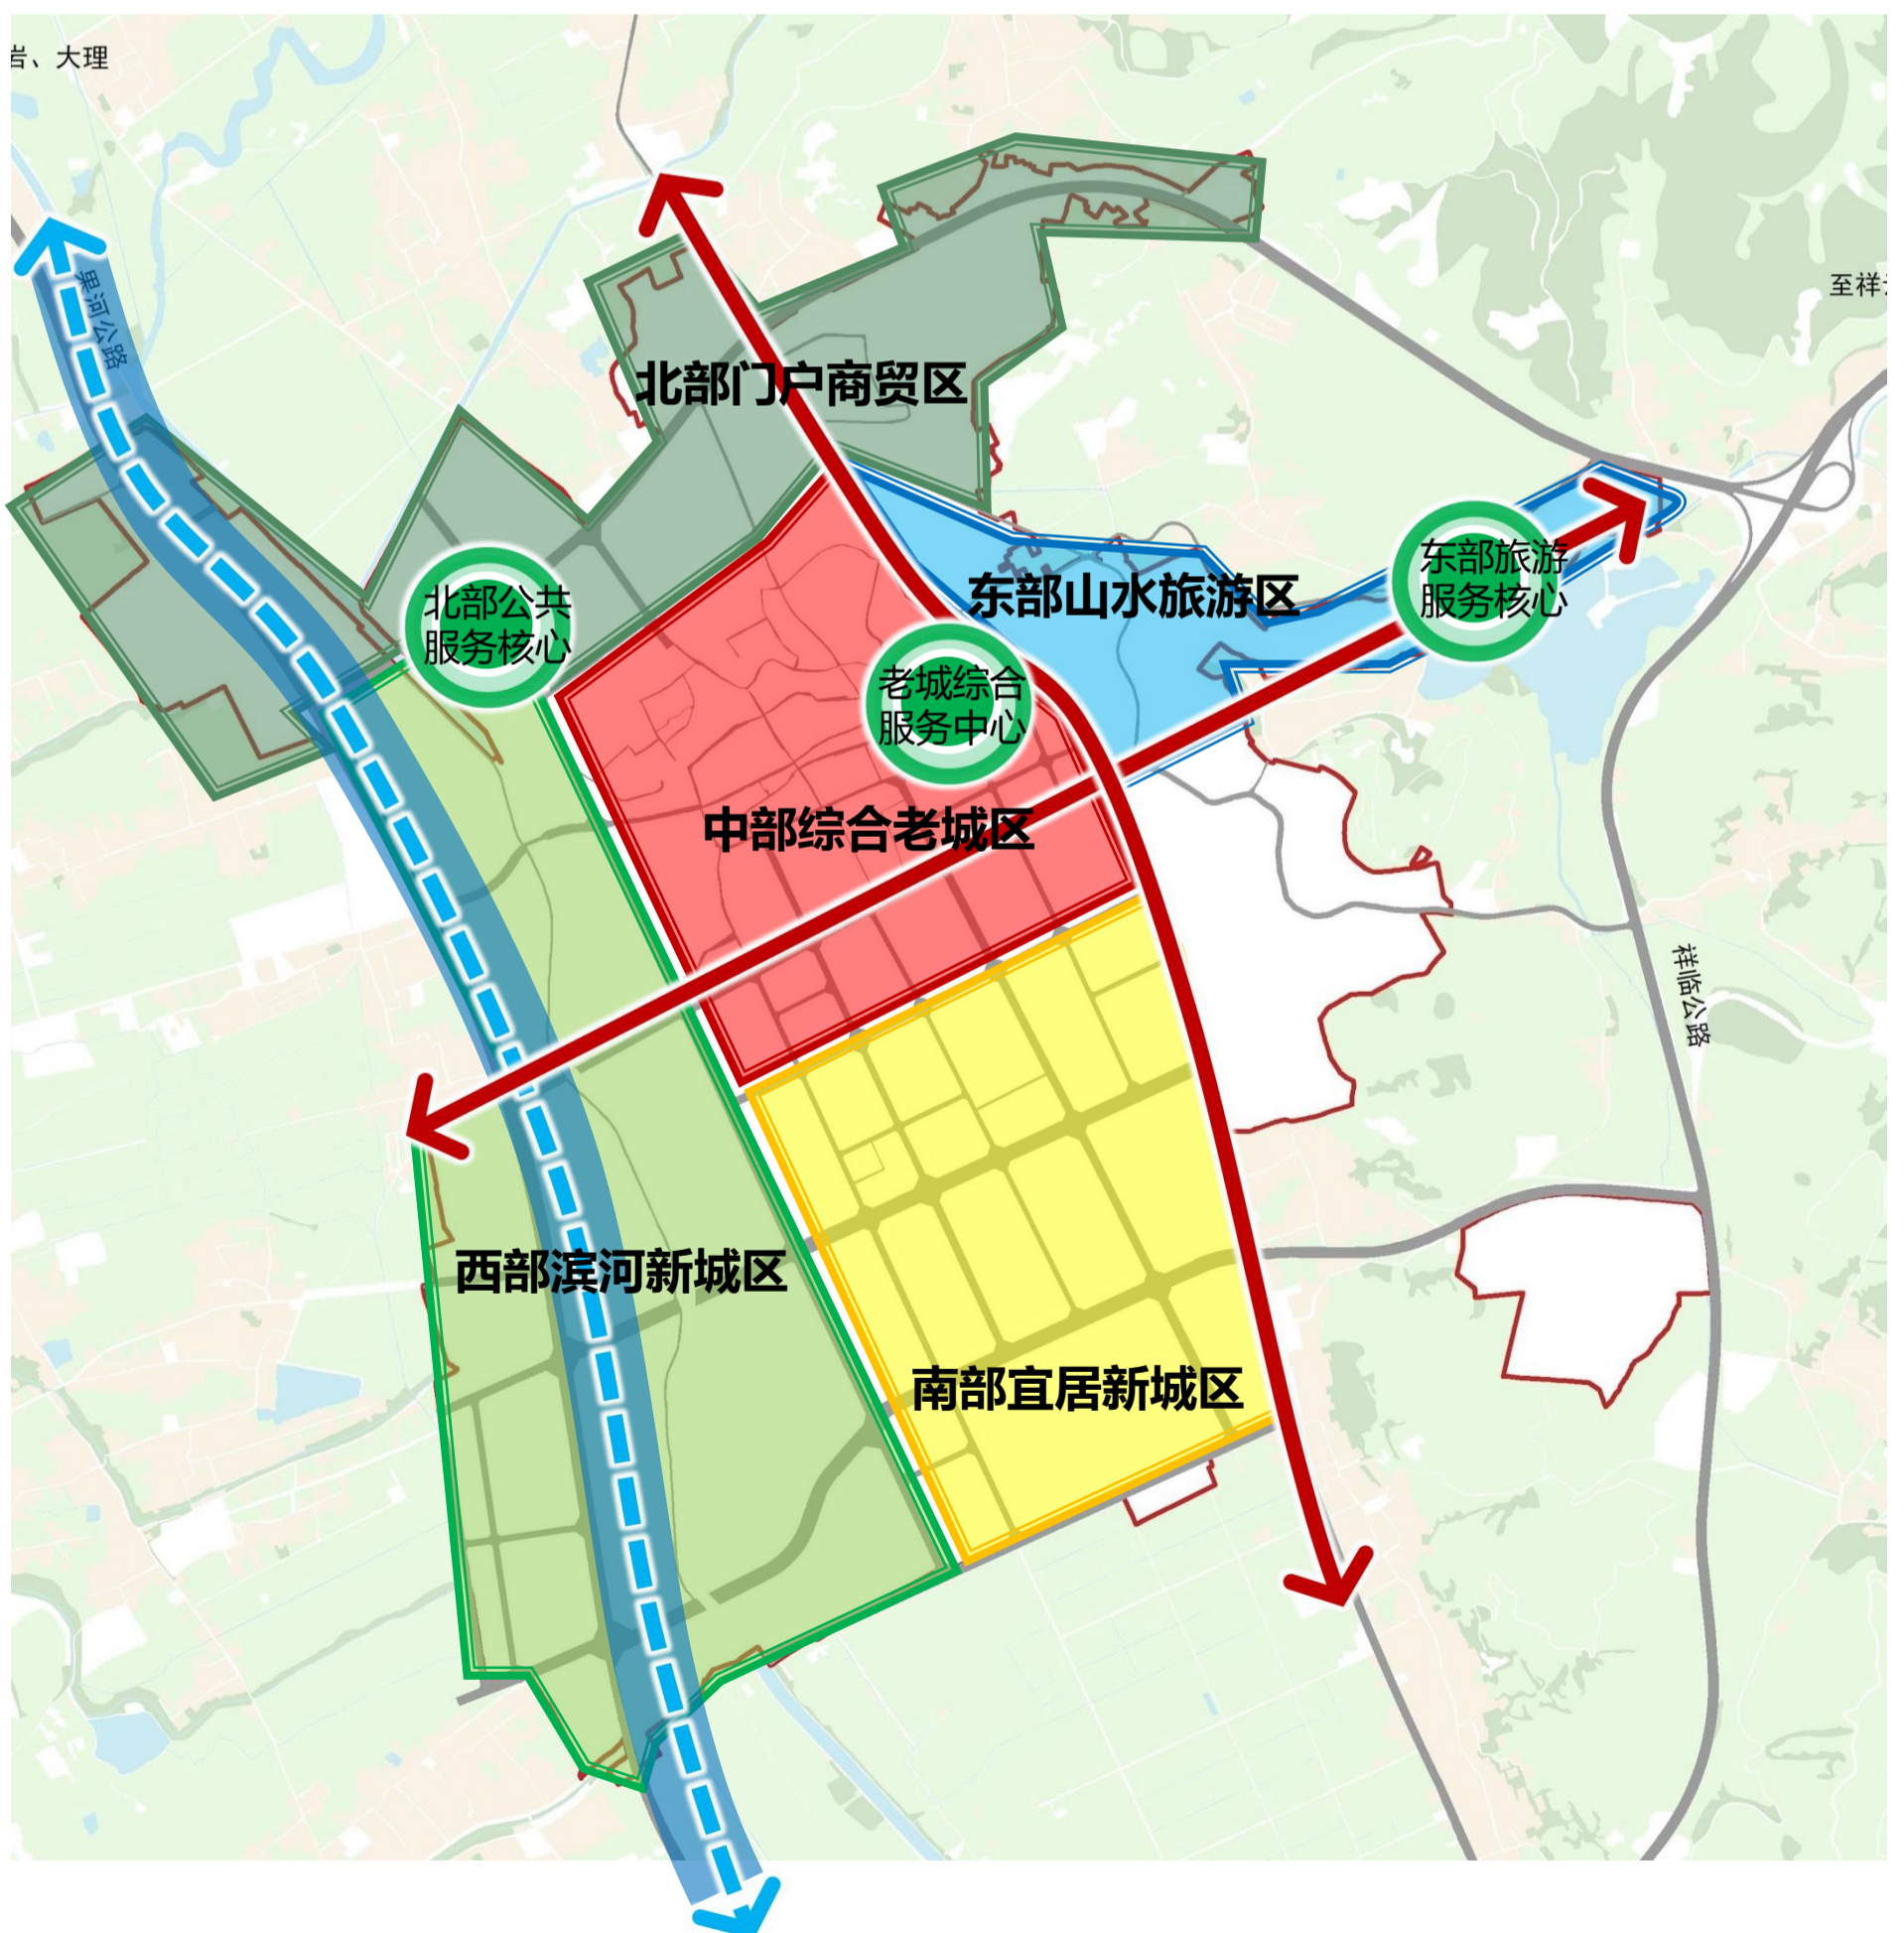 岩、大理
至祥云
果河公路
北部门户商贸区
北部公共
服务核心
东部旅游
服务核心
东部山水旅游区
老城综合
服务中心
中部综合老城区
祥临公路
西部滨河新城区
南部宜居新城区